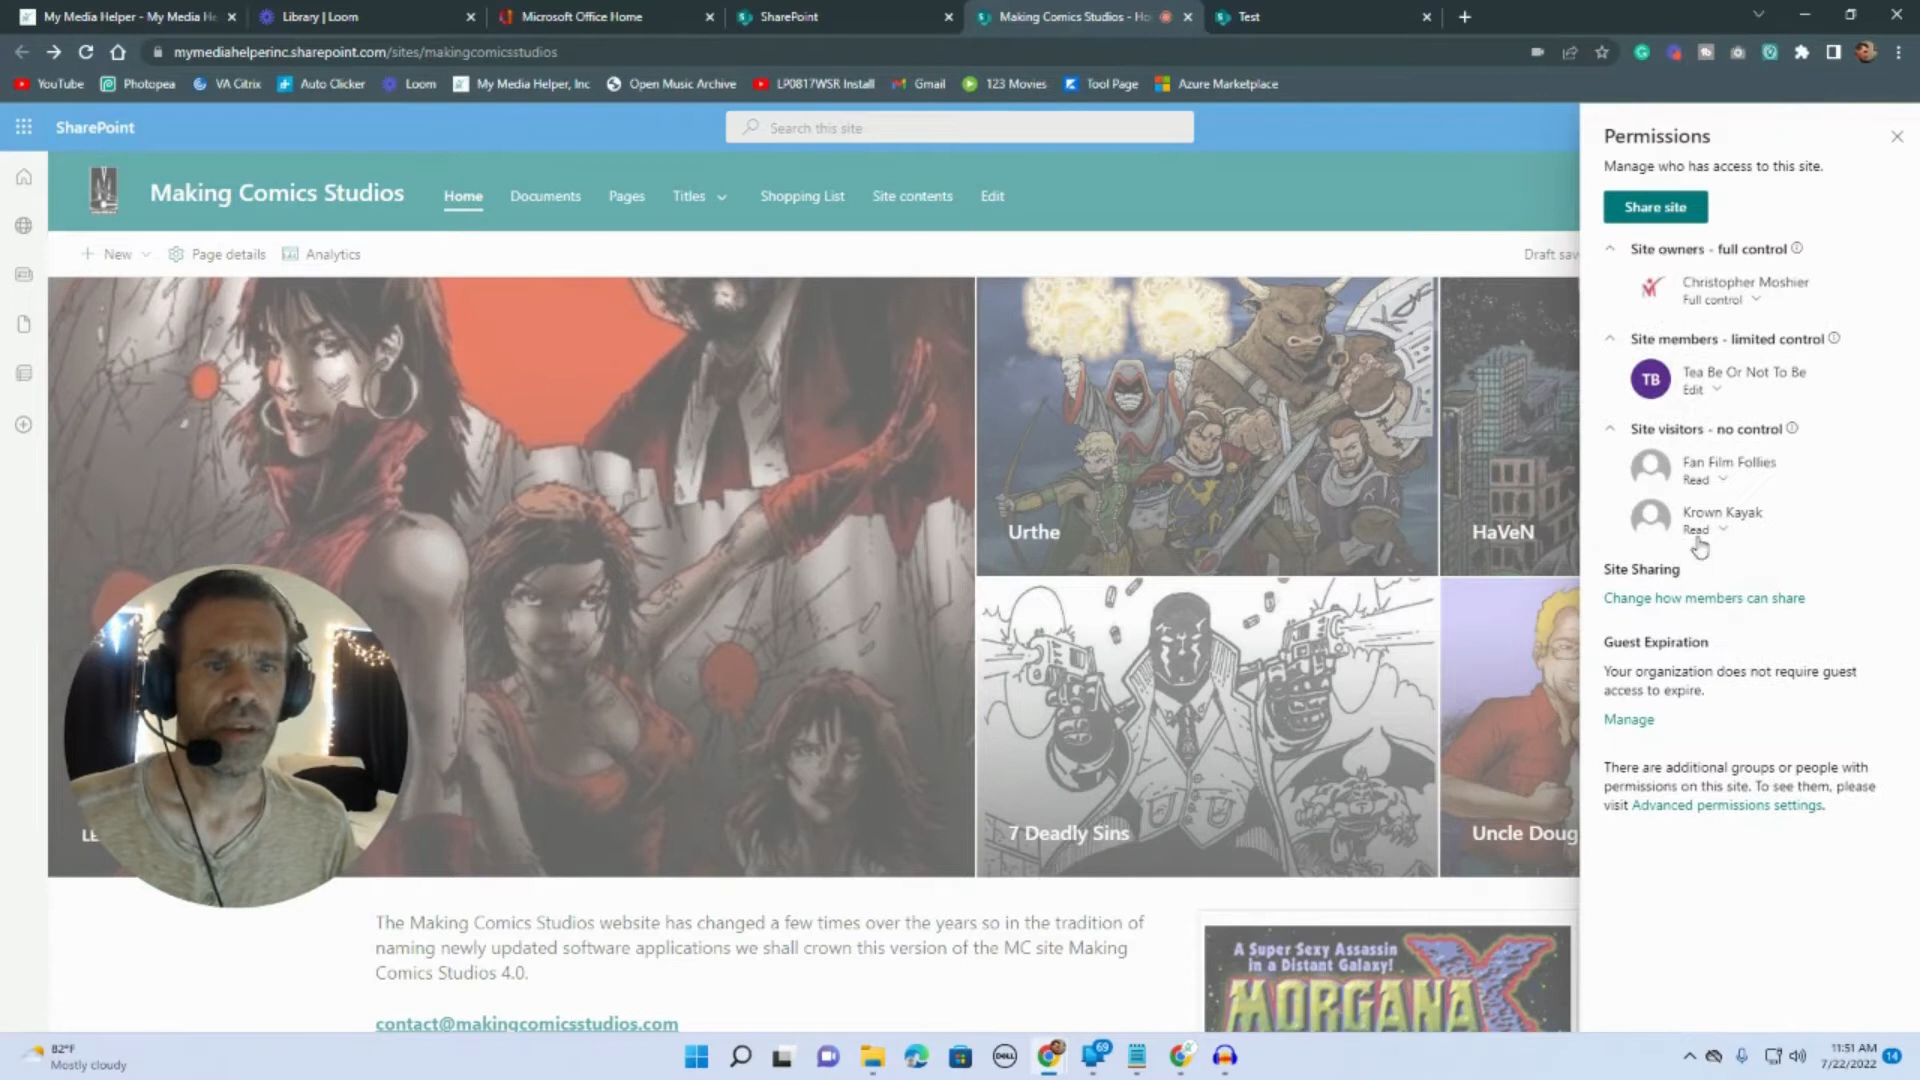 My Media Helper - My Media He
Library | Loom
Microsoft Office Home
SharePoint
Making Comics Studios - Ho
Test
mymediahelperinc.sharepoint.com/sites/makingcomicsstudios
YouTube
Photopea
VA Citrix
Auto Clicker
Loom
My Media Helper, Inc
Open Music Archive
LP0817WSR Install
Gmail
123 Movies
Tool Page
Azure Marketplace
SharePoint
Search this site
Making Comics Studios
Home
Documents
Pages
Titles
Shopping List
Site contents
Edit
New
Page details
Analytics
Draft sav
Urthe
HaVeN
LE
7 Deadly Sins
Uncle Doug
The Making Comics Studios website has changed a few times over the years so in the tradition of
naming newly updated software applications we shall crown this version of the MC site Making
Comics Studios 4.0.
contact@makingcomicsstudios.com
A Super Sexy Assassin
in a Distant Galaxy!
MORGANA X
Permissions
Manage who has access to this site.
Share site
Site owners - full control
Christopher Moshier
Full control
Site members - limited control
TB
Tea Be Or Not To Be
Edit
Site visitors - no control
Fan Film Follies
Read
Krown Kayak
Read
Site Sharing
Change how members can share
Guest Expiration
Your organization does not require guest
access to expire.
Manage
There are additional groups or people with
permissions on this site. To see them, please
visit Advanced permissions settings.
82°F
Mostly cloudy
DELL
69
11:51 AM
7/22/2022
14